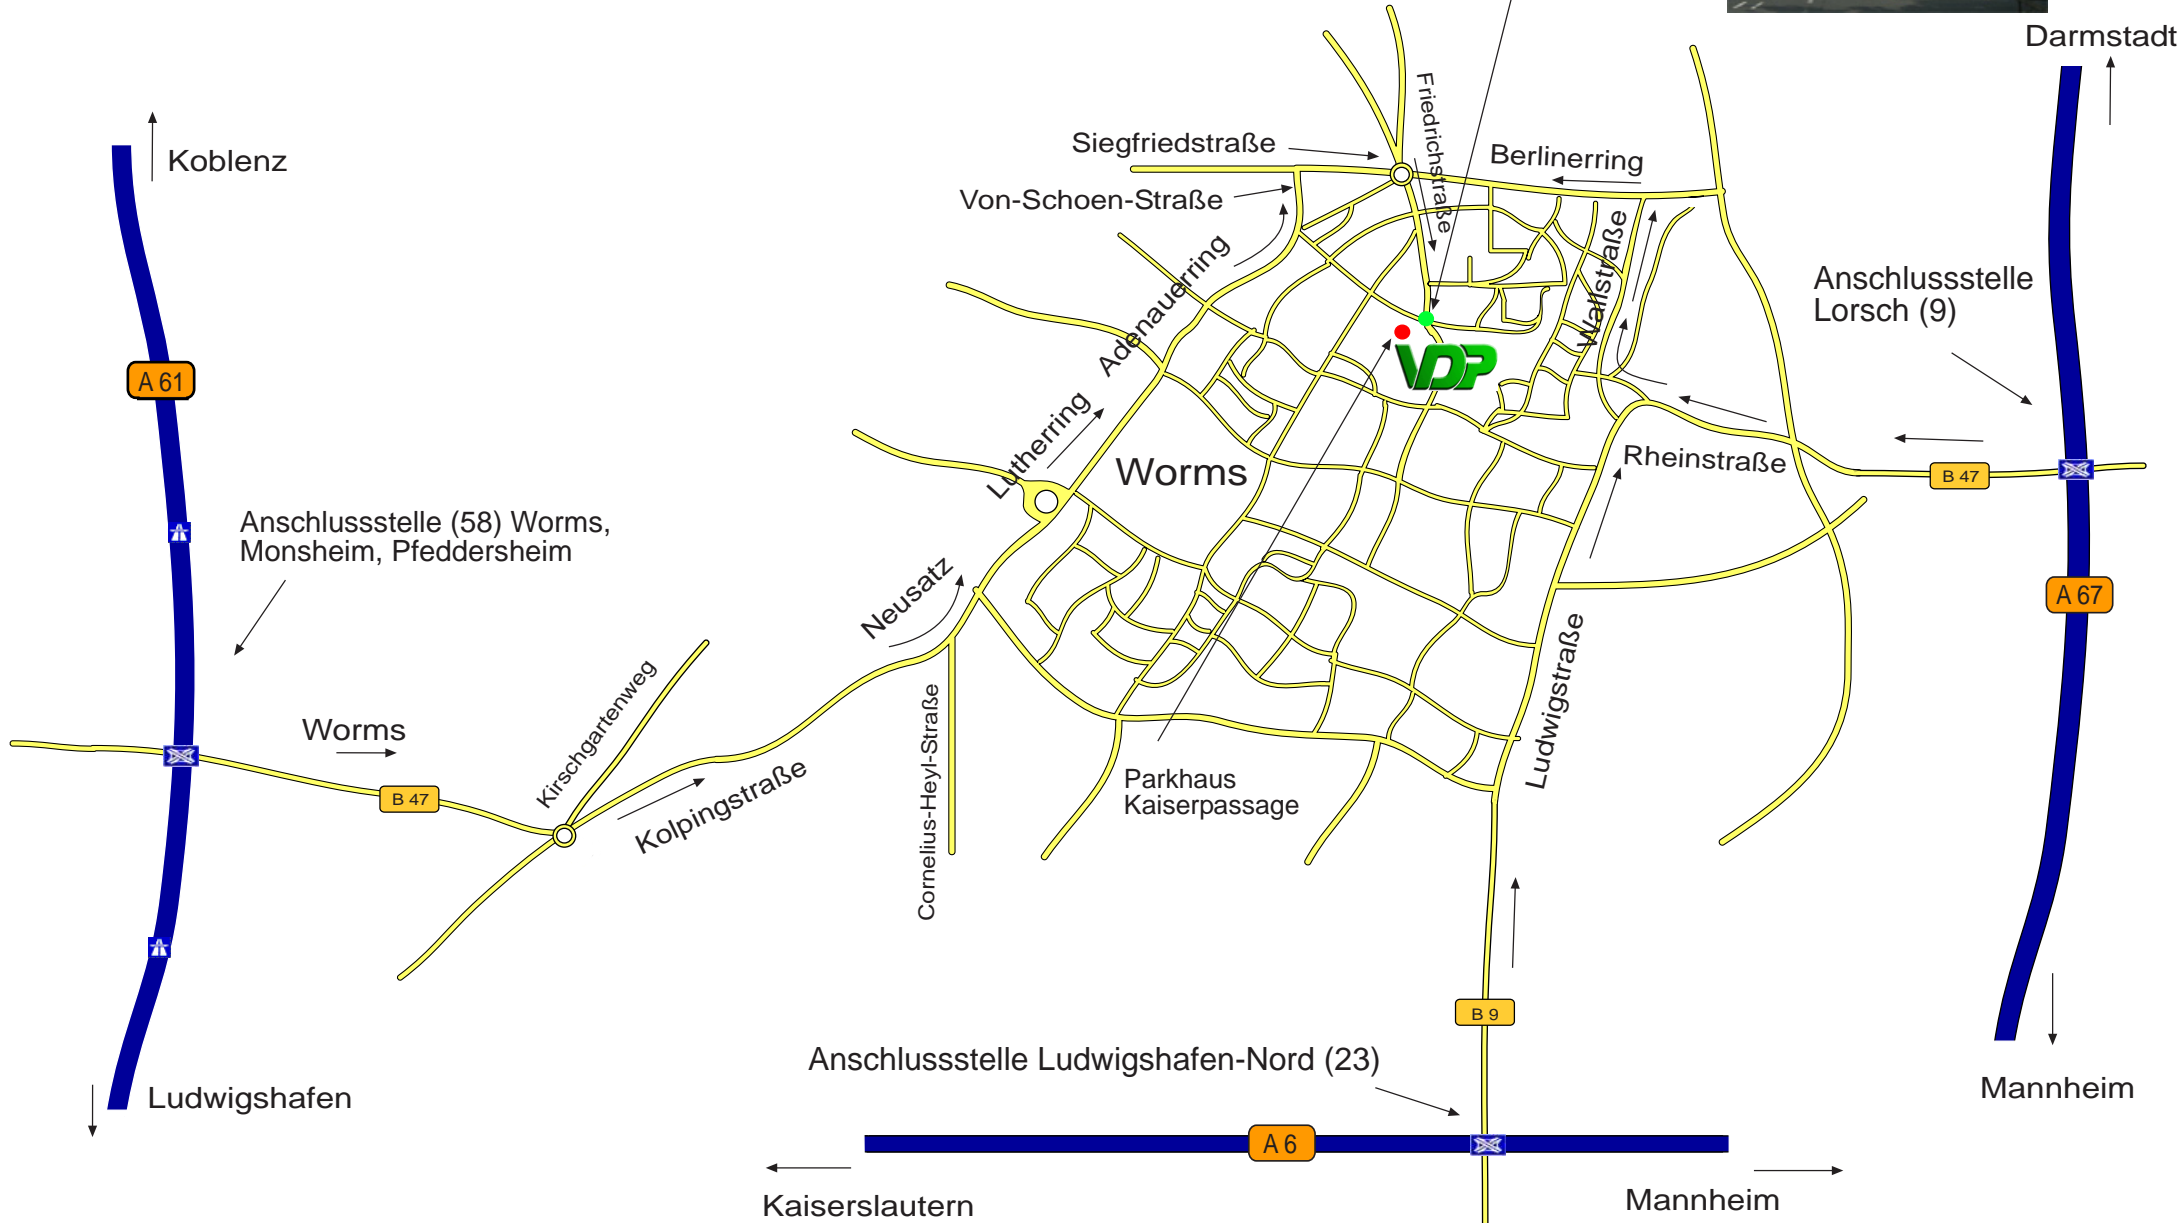 Darmstadt
Koblenz
Siegfriedstraße
Friedrichstraße
Berlinerring
Von-Schoen-Straße
Adenauerring
Wallstraße
Anschlussstelle
Lorsch (9)
A 61
VDP
Lutherring
Worms
Rheinstraße
B 47
Anschlussstelle (58) Worms,
Monsheim, Pfeddersheim
Neusatz
A 67
Ludwigstraße
Kirschgartenweg
Cornelius-Heyl-Straße
Worms
B 47
Kolpingstraße
Parkhaus
Kaiserpassage
B 9
Anschlussstelle Ludwigshafen-Nord (23)
Mannheim
Ludwigshafen
A 6
Kaiserslautern
Mannheim